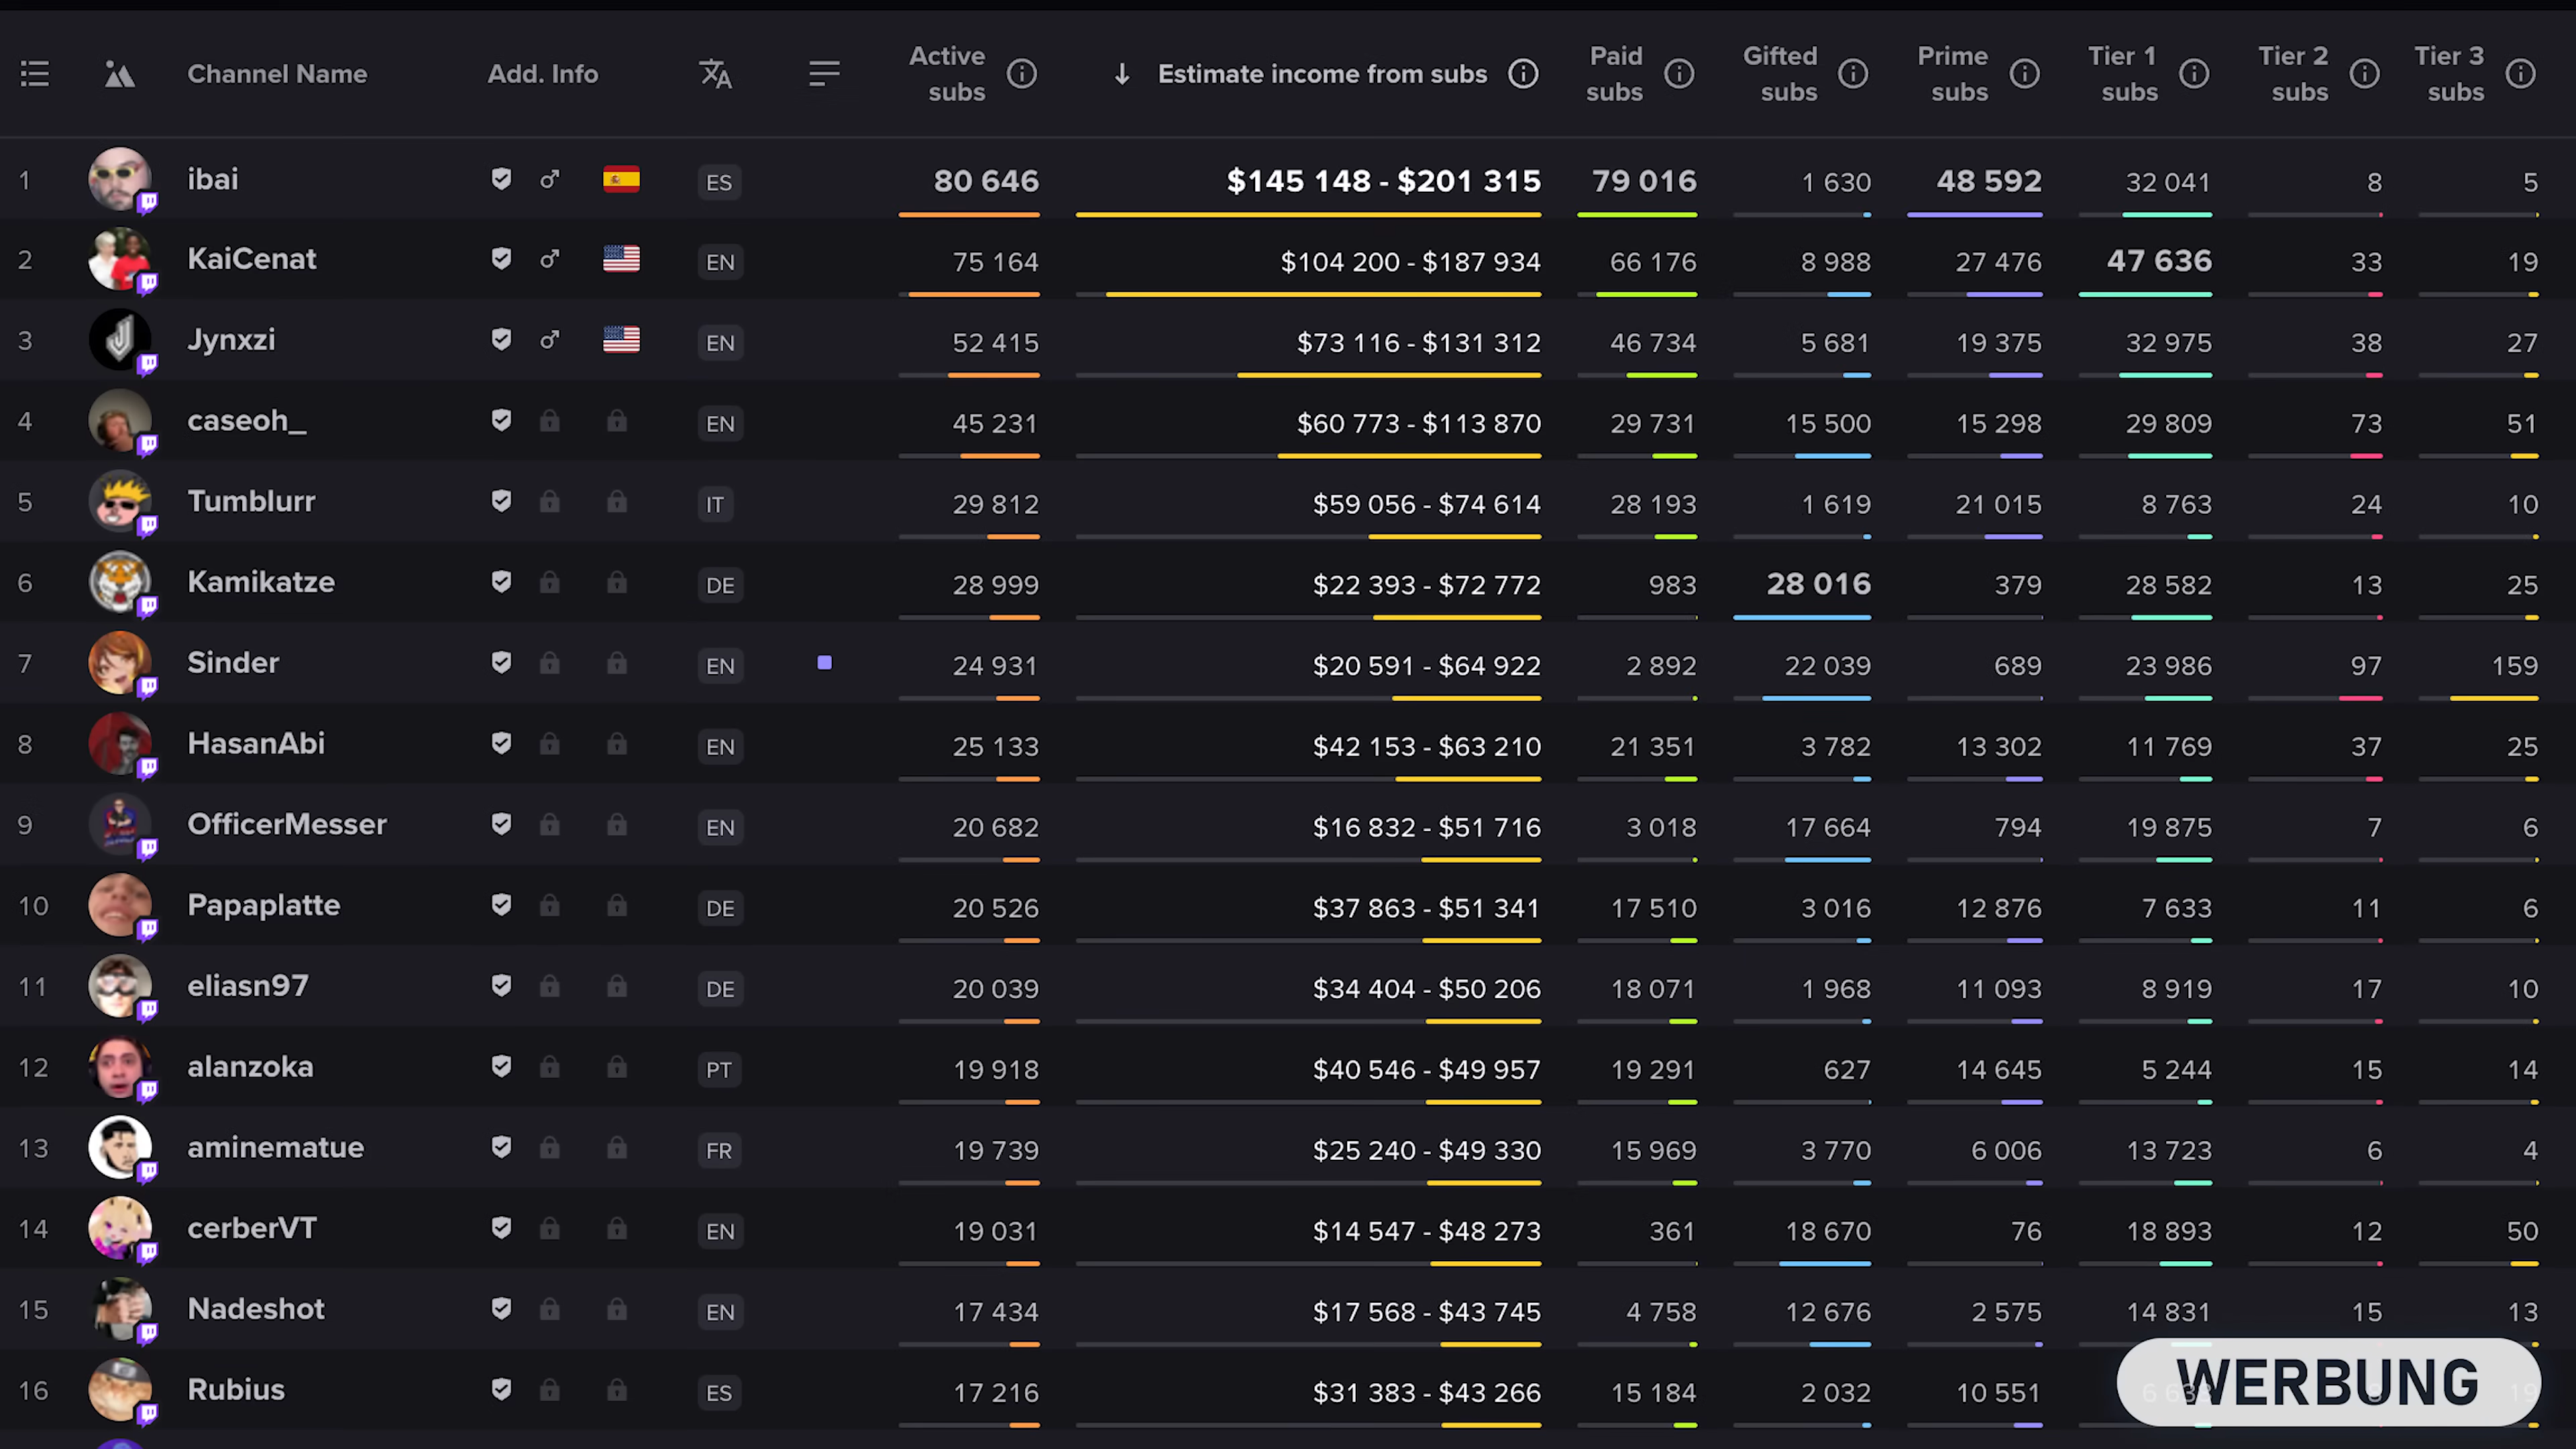 Channel Name Add. Info Active subs Estimate income from subs Paid subs Gifted subs Prime subs Tier 1 subs Tier 2 subs Tier 3 subs
1 ibai ES 80 646 $145 148 - $201 315 79 016 1 630 48 592 32 041 8 5
2 KaiCenat EN 75 164 $104 200 - $187 934 66 176 8 988 27 476 47 636 33 19
3 Jynxzi EN 52 415 $73 116 - $131 312 46 734 5 681 19 375 32 975 38 27
4 caseoh_ EN 45 231 $60 773 - $113 870 29 731 15 500 15 298 29 809 73 51
5 Tumblurr IT 29 812 $59 056 - $74 614 28 193 1 619 21 015 8 763 24 10
6 Kamikatze DE 28 999 $22 393 - $72 772 983 28 016 379 28 582 13 25
7 Sinder EN 24 931 $20 591 - $64 922 2 892 22 039 689 23 986 97 159
8 HasanAbi EN 25 133 $42 153 - $63 210 21 351 3 782 13 302 11 769 37 25
9 OfficerMesser EN 20 682 $16 832 - $51 716 3 018 17 664 794 19 875 7 6
10 Papaplatte DE 20 526 $37 863 - $51 341 17 510 3 016 12 876 7 633 11 6
11 eliasn97 DE 20 039 $34 404 - $50 206 18 071 1 968 11 093 8 919 17 10
12 alanzoka PT 19 918 $40 546 - $49 957 19 291 627 14 645 5 244 15 14
13 aminematue FR 19 739 $25 240 - $49 330 15 969 3 770 6 006 13 723 6 4
14 cerberVT EN 19 031 $14 547 - $48 273 361 18 670 76 18 893 12 50
15 Nadeshot EN 17 434 $17 568 - $43 745 4 758 12 676 2 575 14 831 15 13
16 Rubius ES 17 216 $31 383 - $43 266 15 184 2 032 10 551
WERBUNG